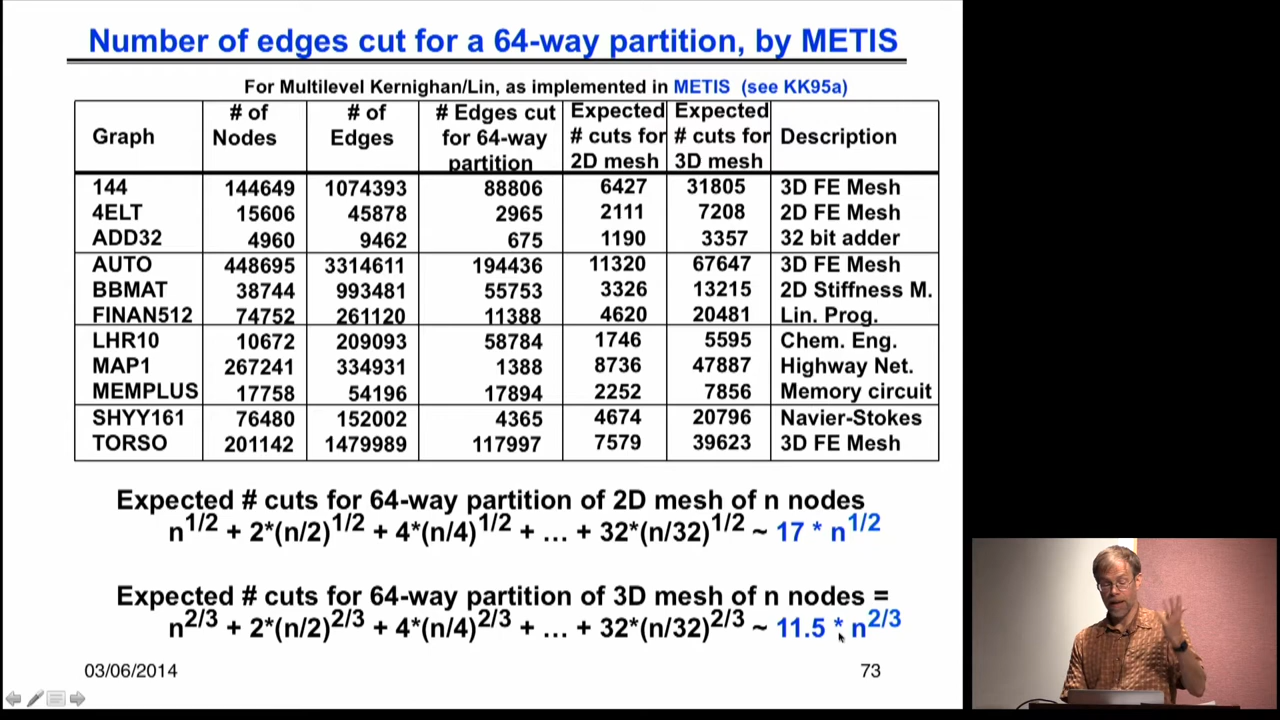 Number of edges cut for a 64-way partition, by METIS
For Multilevel Kernighan/Lin, as implemented in METIS (see KK95a)
Graph | # of Nodes | # of Edges | # Edges cut for 64-way partition | Expected # cuts for 2D mesh | Expected # cuts for 3D mesh | Description
144 | 144649 | 1074393 | 88806 | 6427 | 31805 | 3D FE Mesh
4ELT | 15606 | 45878 | 2965 | 2111 | 7208 | 2D FE Mesh
ADD32 | 4960 | 9462 | 675 | 1190 | 3357 | 32 bit adder
AUTO | 448695 | 3314611 | 194436 | 11320 | 67647 | 3D FE Mesh
BBMAT | 38744 | 993481 | 55753 | 3326 | 13215 | 2D Stiffness M.
FINAN512 | 74752 | 261120 | 11388 | 4620 | 20481 | Lin. Prog.
LHR10 | 10672 | 209093 | 58784 | 1746 | 5595 | Chem. Eng.
MAP1 | 267241 | 334931 | 1388 | 8736 | 47887 | Highway Net.
MEMPLUS | 17758 | 54196 | 17894 | 2252 | 7856 | Memory circuit
SHYY161 | 76480 | 152002 | 4365 | 4674 | 20796 | Navier-Stokes
TORSO | 201142 | 1479989 | 117997 | 7579 | 39623 | 3D FE Mesh
Expected # cuts for 64-way partition of 2D mesh of n nodes
n^1/2 + 2*(n/2)^1/2 + 4*(n/4)^1/2 + … + 32*(n/32)^1/2 ~ 17 * n^1/2
Expected # cuts for 64-way partition of 3D mesh of n nodes =
n^2/3 + 2*(n/2)^2/3 + 4*(n/4)^2/3 + … + 32*(n/32)^2/3 ~ 11.5 * n^2/3
03/06/2014
73